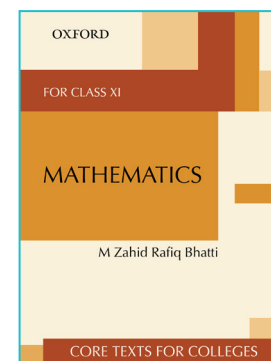 OXFORD
FOR CLASS XI
MATHEMATICS
M Zahid Rafiq Bhatti
CORE TEXTS FOR COLLEGES